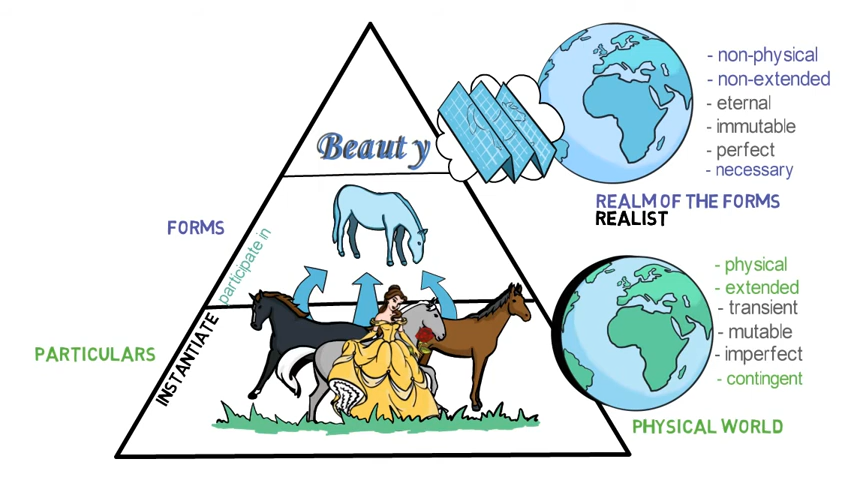 Beauty
FORMS
participate in
PARTICULARS
INSTANTIATE
- non-physical
- non-extended
- eternal
- immutable
- perfect
- necessary
REALM OF THE FORMS
REALIST
- physical
- extended
- transient
- mutable
- imperfect
- contingent
PHYSICAL WORLD